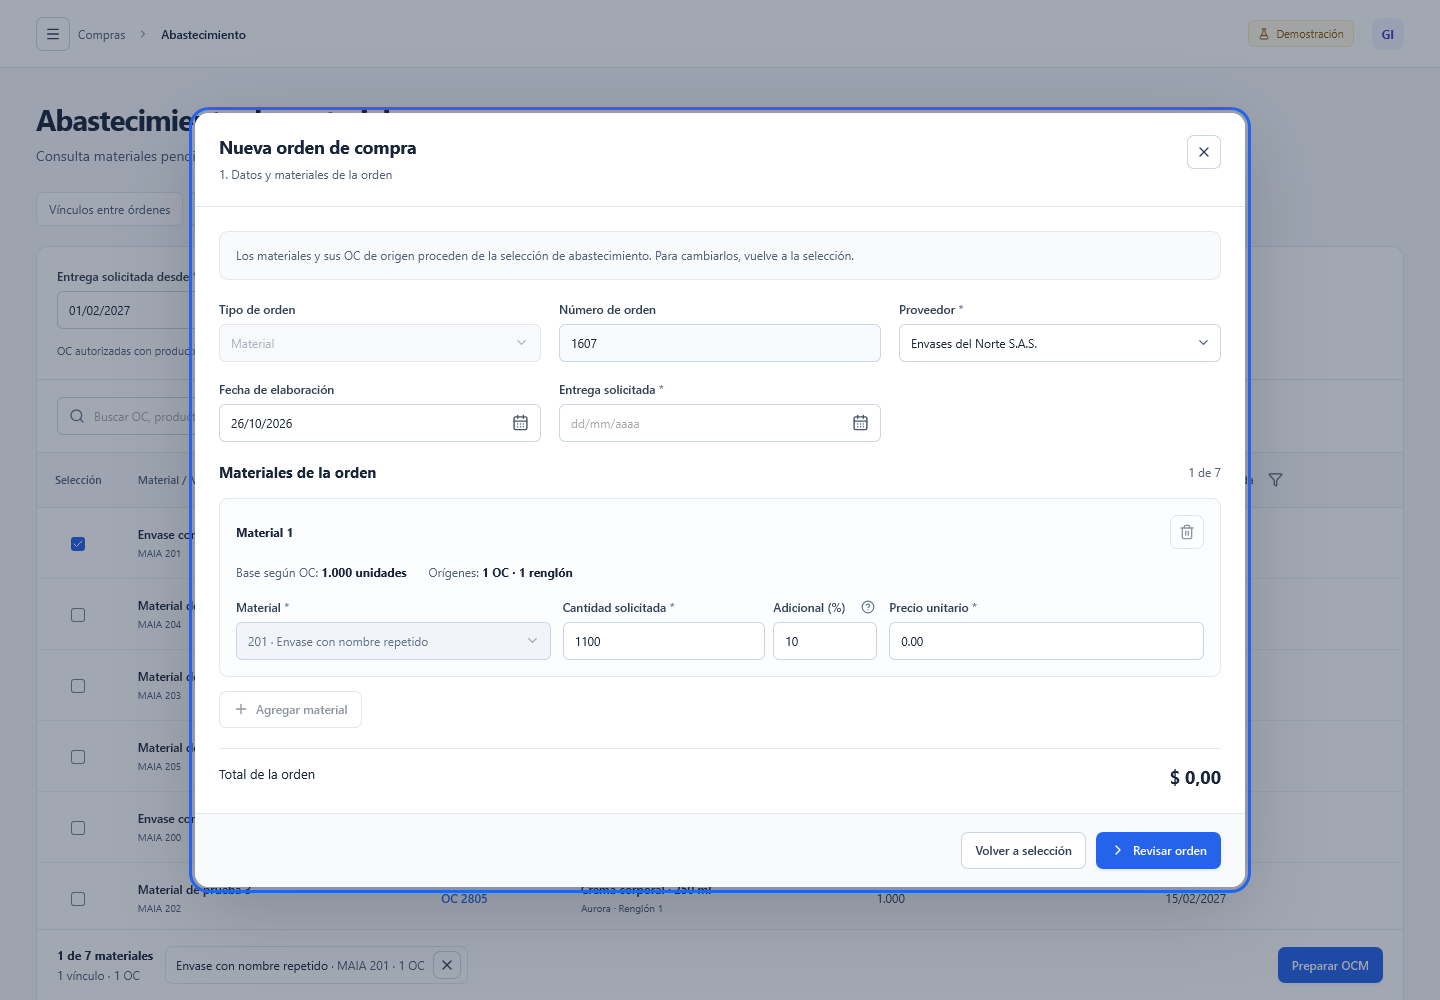 Compras
Abastecimiento
Demostración
GI
Consulta materiales
Vínculos entre órdenes
Entrega solicitada desde
01/02/2027
OC autorizadas con
Buscar OC,
Selección
Material /
Envase
MAIA 201
Material
MAIA 204
Material
MAIA 203
Material
MAIA 205
Envase
MAIA 200
Material de prueba 3
MAIA 202
OC 2805
Crema corporal · 250 ml
Aurora · Renglón 1
1.000
15/02/2027
Nueva orden de compra
1. Datos y materiales de la orden
Los materiales y sus OC de origen proceden de la selección de abastecimiento. Para cambiarlos, vuelve a la selección.
Tipo de orden
Número de orden
Proveedor *
Material
1607
Envases del Norte S.A.S.
Fecha de elaboración
Entrega solicitada *
26/10/2026
dd/mm/aaaa
Materiales de la orden
1 de 7
Material 1
Base según OC: 1.000 unidades
Orígenes: 1 OC · 1 renglón
Material *
Cantidad solicitada *
Adicional (%)
Precio unitario *
201 · Envase con nombre repetido
1100
10
0.00
Agregar material
Total de la orden
$ 0,00
Volver a selección
Revisar orden
1 de 7 materiales
1 vínculo · 1 OC
Envase con nombre repetido · MAIA 201 · 1 OC
Preparar OCM